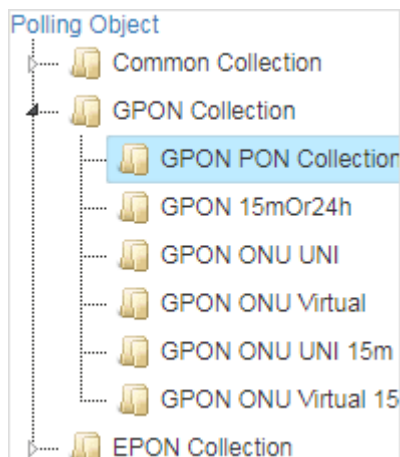 Polling Object
Common Collection
GPON Collection
GPON PON Collection
GPON 15mOr24h
GPON ONU UNI
GPON ONU Virtual
GPON ONU UNI 15m
GPON ONU Virtual 15
EPON Collection